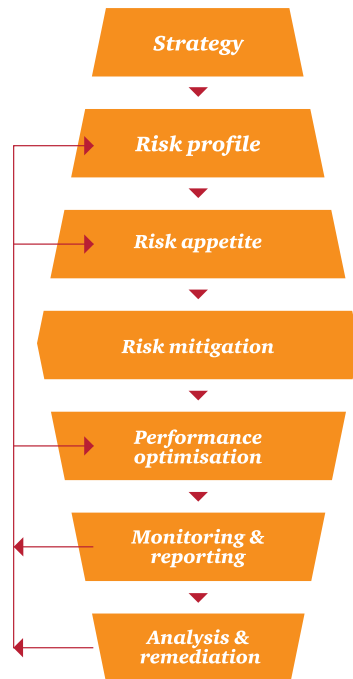 Strategy
Risk profile
Risk appetite
Risk mitigation
Performance
optimisation
Monitoring &
reporting
Analysis &
remediation